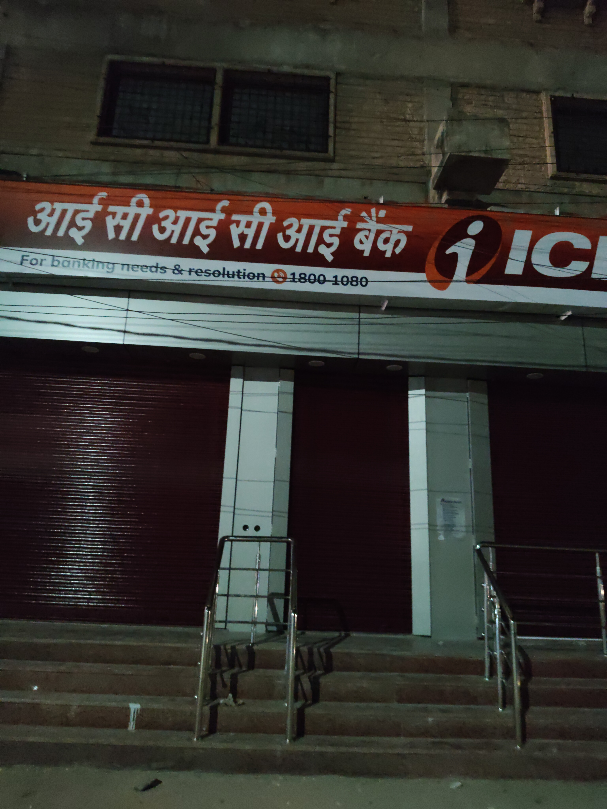 आई सी आई सी आई बैंक
i ICI
For banking needs & resolution 1800-1080